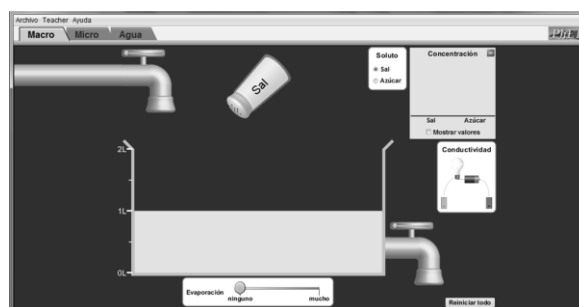 Archivo Teacher Ayuda
Macro Micro Agua
PhET
Soluto
Sal
Azúcar
Concentración
Sal Azúcar
Mostrar valores
Sal
Conductividad
2L
1L
0L
Evaporación
ninguno mucho
Reiniciar todo